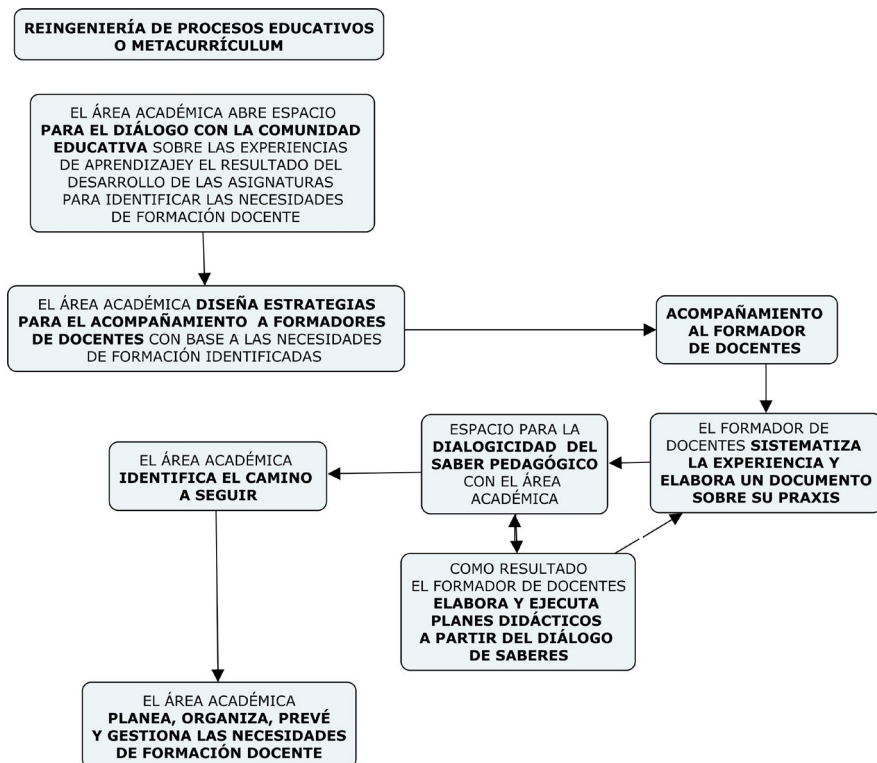 REINGENIERÍA DE PROCESOS EDUCATIVOS
O METACURRÍCULUM
EL ÁREA ACADÉMICA ABRE ESPACIO
PARA EL DIÁLOGO CON LA COMUNIDAD
EDUCATIVA SOBRE LAS EXPERIENCIAS
DE APRENDIZAJEY EL RESULTADO DEL
DESARROLLO DE LAS ASIGNATURAS
PARA IDENTIFICAR LAS NECESIDADES
DE FORMACIÓN DOCENTE
EL ÁREA ACADÉMICA DISEÑA ESTRATEGIAS
PARA EL ACOMPAÑAMIENTO A FORMADORES
DE DOCENTES CON BASE A LAS NECESIDADES
DE FORMACIÓN IDENTIFICADAS
ACOMPAÑAMIENTO
AL FORMADOR
DE DOCENTES
EL FORMADOR DE
DOCENTES SISTEMATIZA
LA EXPERIENCIA Y
ELABORA UN DOCUMENTO
SOBRE SU PRAXIS
ESPACIO PARA LA
DIALOGICIDAD DEL
SABER PEDAGÓGICO
CON EL ÁREA
ACADÉMICA
EL ÁREA ACADÉMICA
IDENTIFICA EL CAMINO
A SEGUIR
COMO RESULTADO
EL FORMADOR DE DOCENTES
ELABORA Y EJECUTA
PLANES DIDÁCTICOS
A PARTIR DEL DIÁLOGO
DE SABERES
EL ÁREA ACADÉMICA
PLANEA, ORGANIZA, PREVÉ
Y GESTIONA LAS NECESIDADES
DE FORMACIÓN DOCENTE